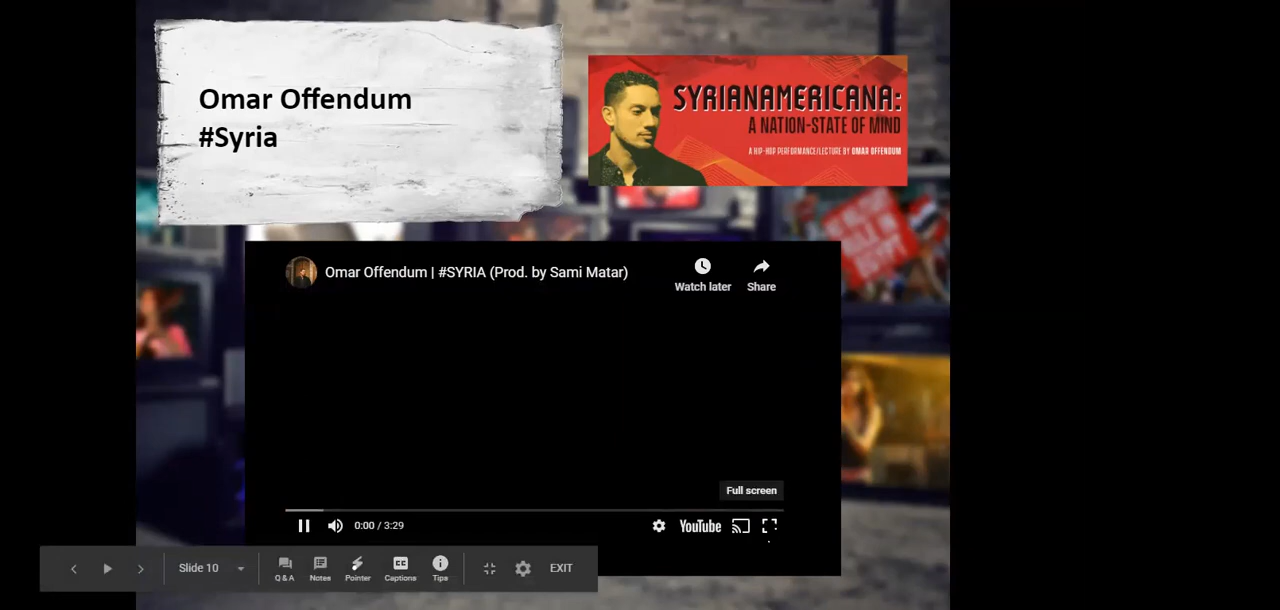 Omar Offendum
#Syria
SYRIANAMERICANA:
A NATION-STATE OF MIND
A HIP-HOP PERFORMANCE/LECTURE BY OMAR OFFENDUM
Omar Offendum | #SYRIA (Prod. by Sami Matar)
Watch later
Share
Full screen
0:00 / 3:29
YouTube
Slide 10
Q & A
Notes
Pointer
CC
Captions
Tips
EXIT